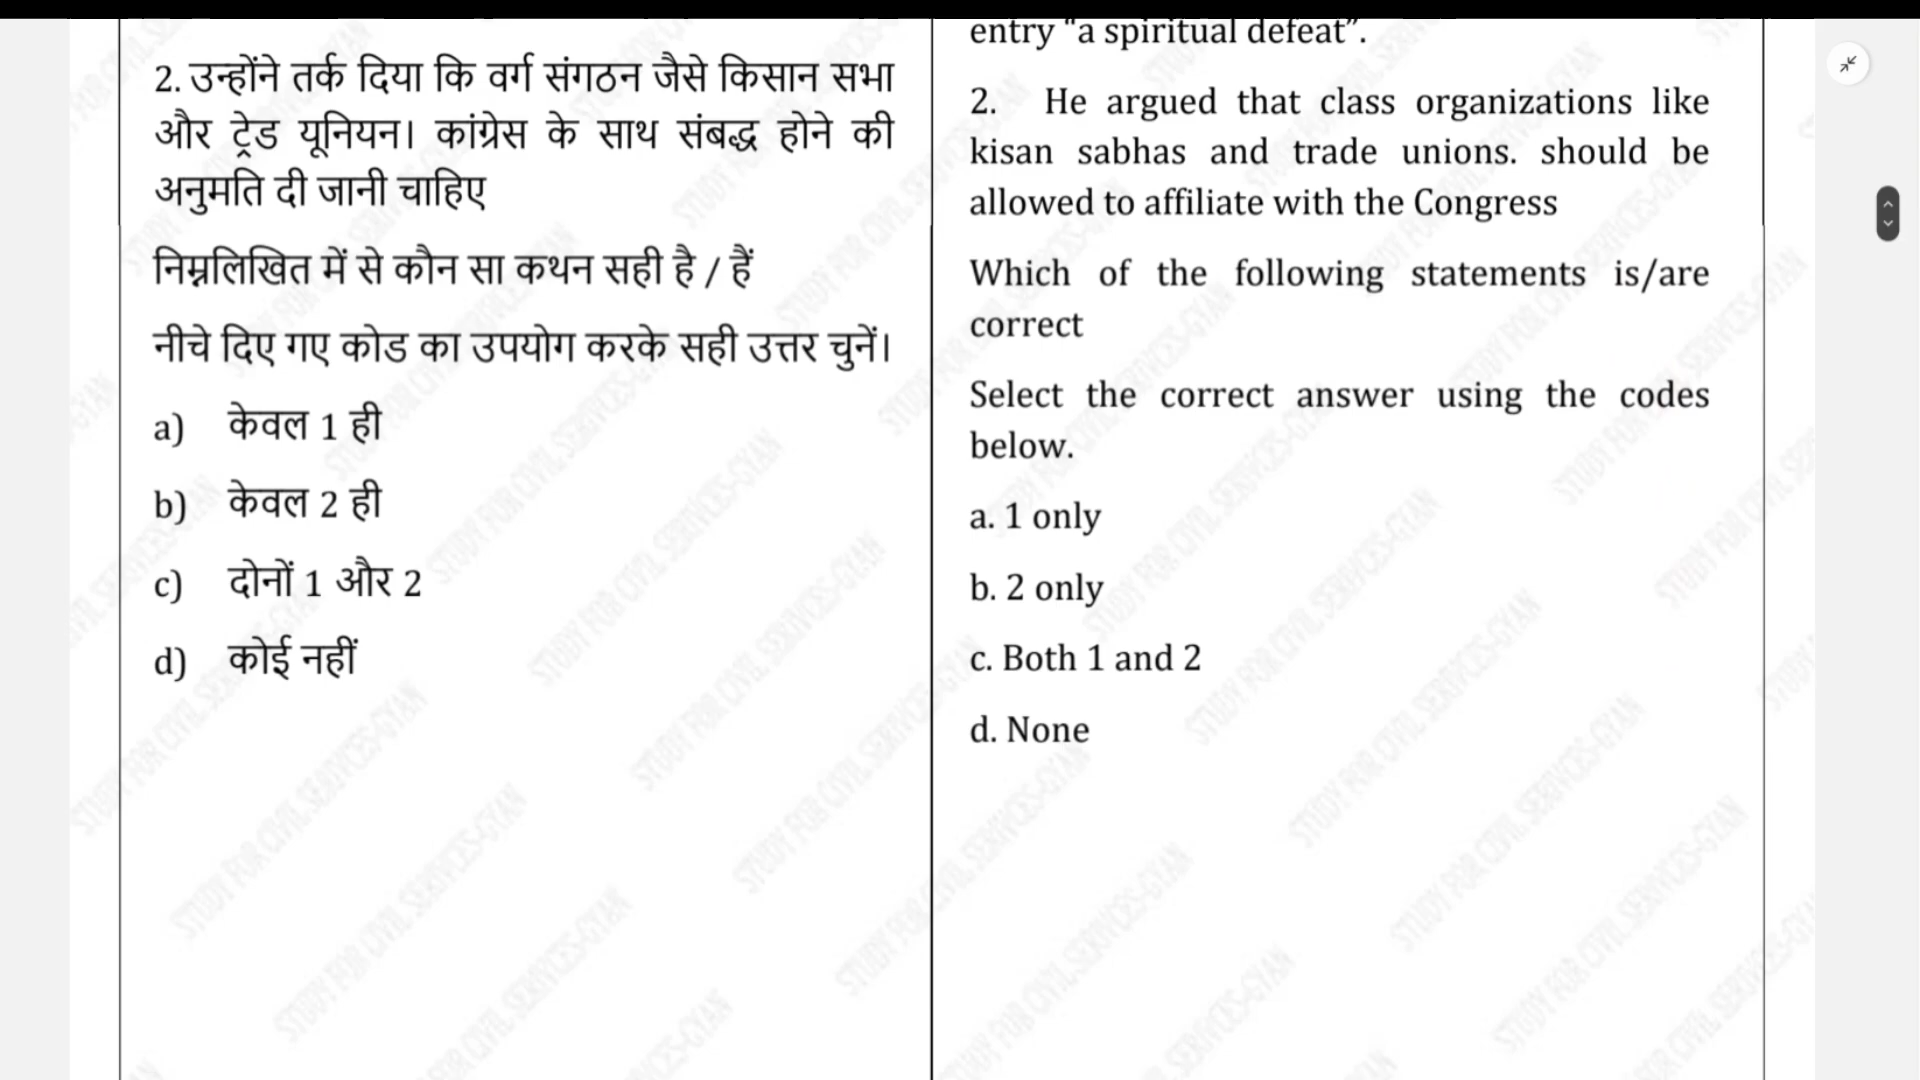 2. उन्होंने तर्क दिया कि वर्ग संगठन जैसे किसान सभा
और ट्रेड यूनियन। कांग्रेस के साथ संबद्ध होने की
अनुमति दी जानी चाहिए
निम्नलिखित में से कौन सा कथन सही है / हैं
नीचे दिए गए कोड का उपयोग करके सही उत्तर चुनें।
a) केवल 1 ही
b) केवल 2 ही
c) दोनों 1 और 2
d) कोई नहीं
entry "a spiritual defeat".
2. He argued that class organizations like
kisan sabhas and trade unions. should be
allowed to affiliate with the Congress
Which of the following statements is/are
correct
Select the correct answer using the codes
below.
a. 1 only
b. 2 only
c. Both 1 and 2
d. None